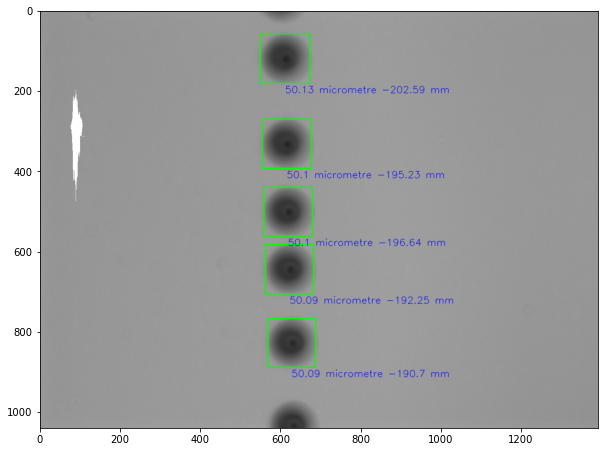 0
200
50.13 micrometre -202.59 mm
400
50.1 micrometre -195.23 mm
50.1 micrometre -196.64 mm
600
50.09 micrometre -192.25 mm
800
50.09 micrometre -190.7 mm
1000
0 200 400 600 800 1000 1200